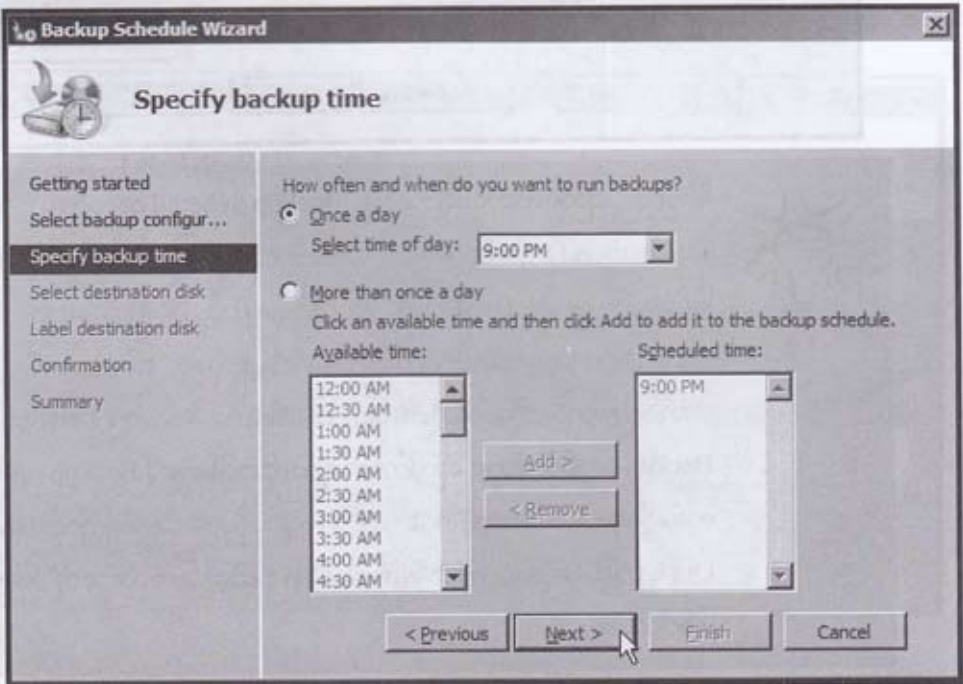 Backup Schedule Wizard
Specify backup time
Getting started
Select backup configur...
Specify backup time
Select destination disk
Label destination disk
Confirmation
Summary
How often and when do you want to run backups?
Once a day
Select time of day:
9:00 PM
More than once a day
Click an available time and then click Add to add it to the backup schedule.
Available time:
12:00 AM
12:30 AM
1:00 AM
1:30 AM
2:00 AM
2:30 AM
3:00 AM
3:30 AM
4:00 AM
4:30 AM
Add >
< Remove
Scheduled time:
9:00 PM
< Previous
Next >
Finish
Cancel